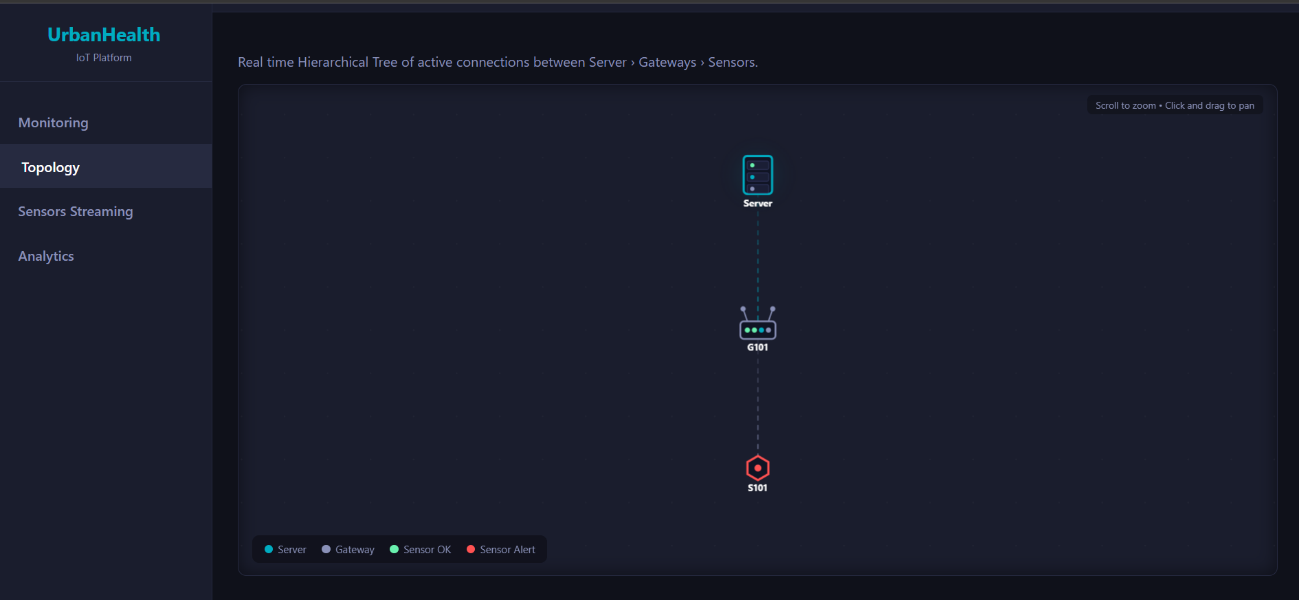 UrbanHealth
IoT Platform
Monitoring
Topology
Sensors Streaming
Analytics
Real time Hierarchical Tree of active connections between Server › Gateways › Sensors.
Scroll to zoom • Click and drag to pan
Server
G101
S101
Server
Gateway
Sensor OK
Sensor Alert